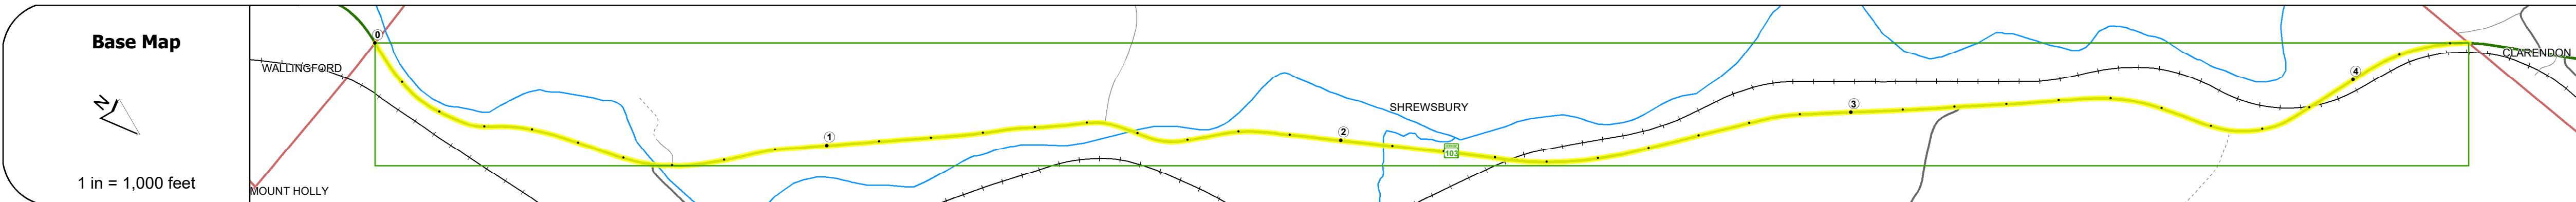 Base Map
N
1 in = 1,000 feet
0
WALLINGFORD
MOUNT HOLLY
1
2
SHREWSBURY
103
3
4
CLARENDON